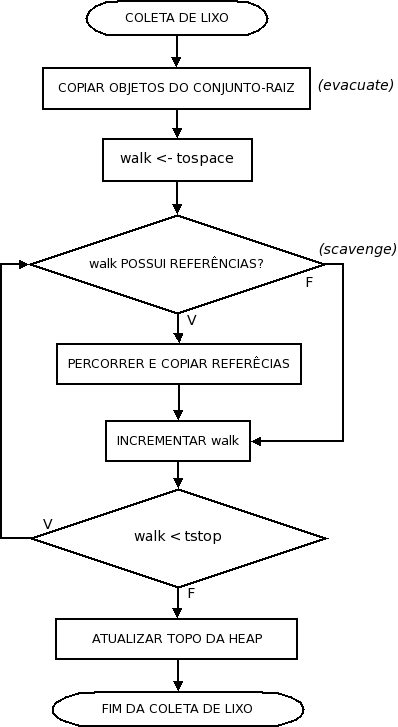 COLETA DE LIXO
COPIAR OBJETOS DO CONJUNTO-RAIZ
(evacuate)
walk <- tospace
(scavenge)
walk POSSUI REFERÊNCIAS?
F
V
PERCORRER E COPIAR REFERÊCIAS
INCREMENTAR walk
V
walk < tstop
F
ATUALIZAR TOPO DA HEAP
FIM DA COLETA DE LIXO